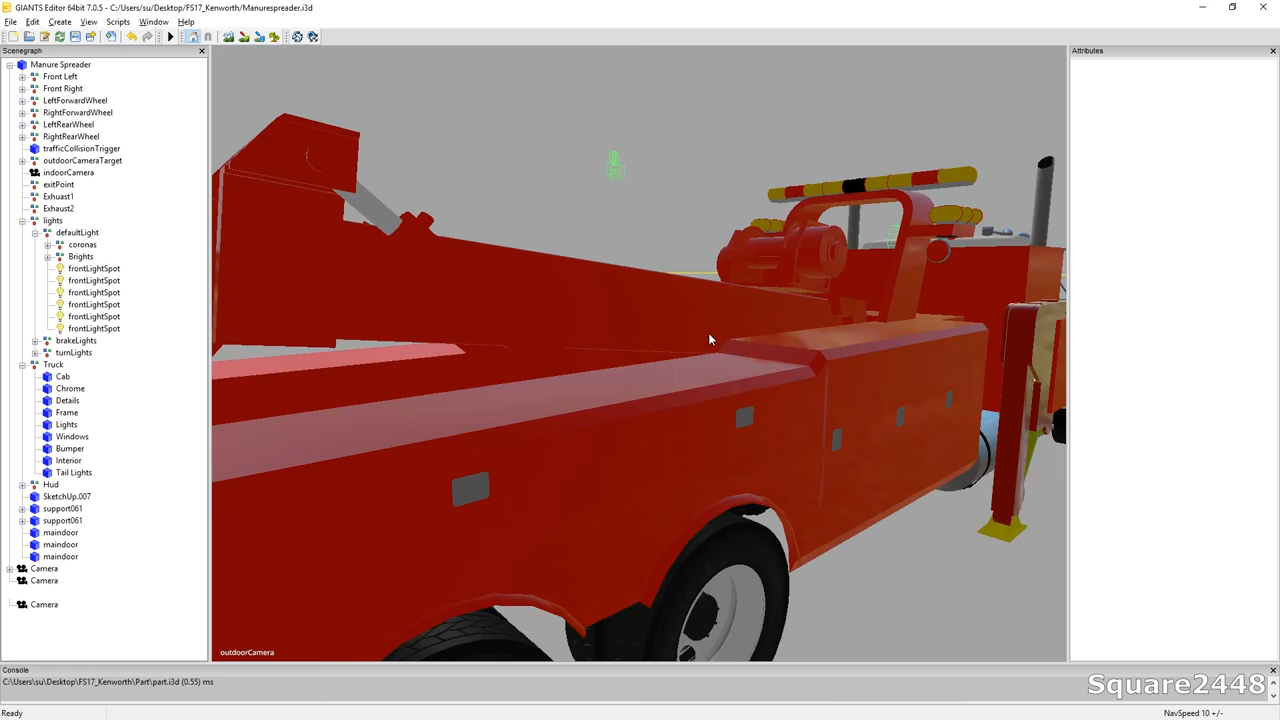 GIANTS Editor 64bit 7.0.5 - C:/Users/su/Desktop/FS17_Kenworth/Manurespreader.i3d
File Edit Create View Scripts Window Help
Scenegraph
Attributes
Manure Spreader
Front Left
Front Right
LeftForwardWheel
RightForwardWheel
LeftRearWheel
RightRearWheel
trafficCollisionTrigger
outdoorCameraTarget
indoorCamera
exitPoint
Exhuast1
Exhaust2
lights
defaultLight
coronas
Brights
frontLightSpot
frontLightSpot
frontLightSpot
frontLightSpot
frontLightSpot
frontLightSpot
brakeLights
turnLights
Truck
Cab
Chrome
Details
Frame
Lights
Windows
Bumper
Interior
Tail Lights
Hud
SketchUp.007
support061
support061
maindoor
maindoor
maindoor
Camera
Camera
Camera
outdoorCamera
Console
C:\Users\su\Desktop\FS17_Kenworth\Part\part.i3d (0.55) ms
Square2448
Ready
NavSpeed 10 +/-